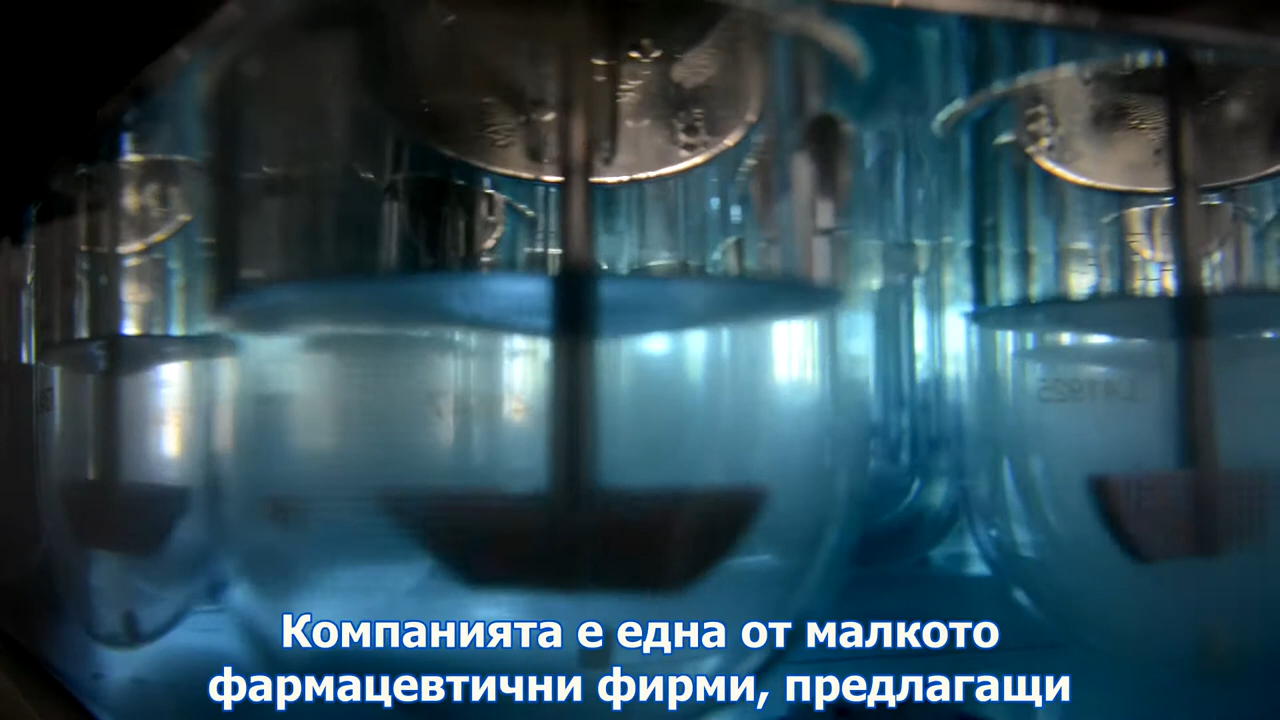 Компанията е една от малкото
фармацевтични фирми, предлагащи